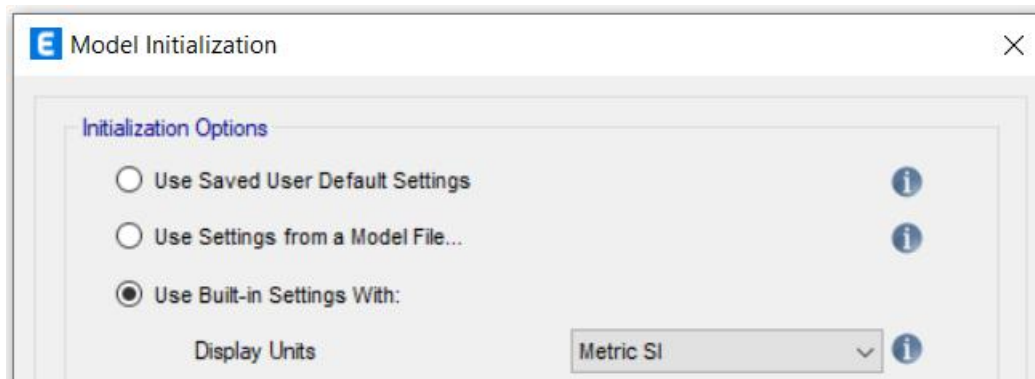 E Model Initialization
Initialization Options
Use Saved User Default Settings
Use Settings from a Model File...
Use Built-in Settings With:
Display Units Metric SI